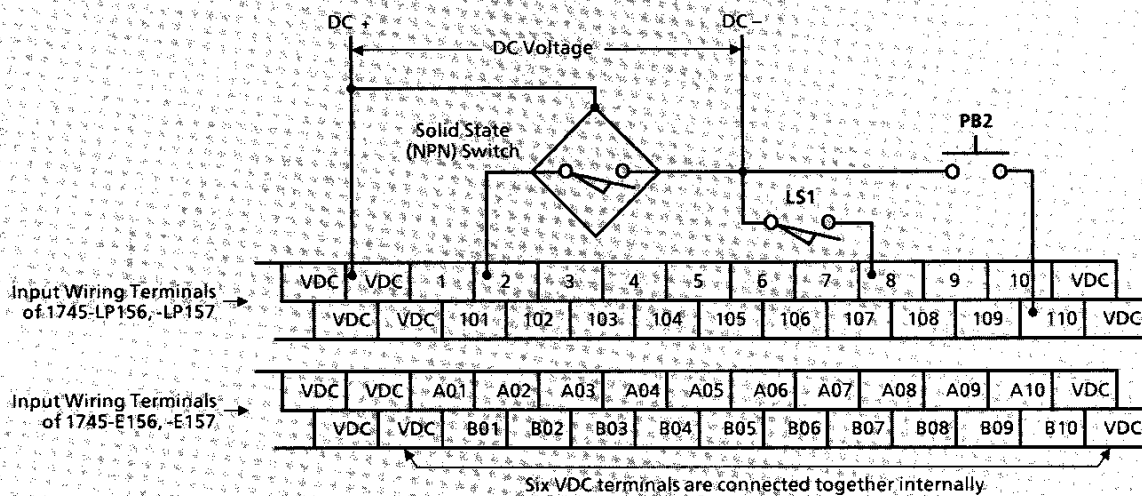 DC + DC –
DC Voltage
Solid State
(NPN) Switch
PB2
LS1
Input Wiring Terminals
of 1745-LP156, -LP157
VDC VDC 1 2 3 4 5 6 7 8 9 10 VDC
VDC VDC 101 102 103 104 105 106 107 108 109 110 VDC
Input Wiring Terminals
of 1745-E156, -E157
VDC VDC A01 A02 A03 A04 A05 A06 A07 A08 A09 A10 VDC
VDC VDC B01 B02 B03 B04 B05 B06 B07 B08 B09 B10 VDC
Six VDC terminals are connected together internally